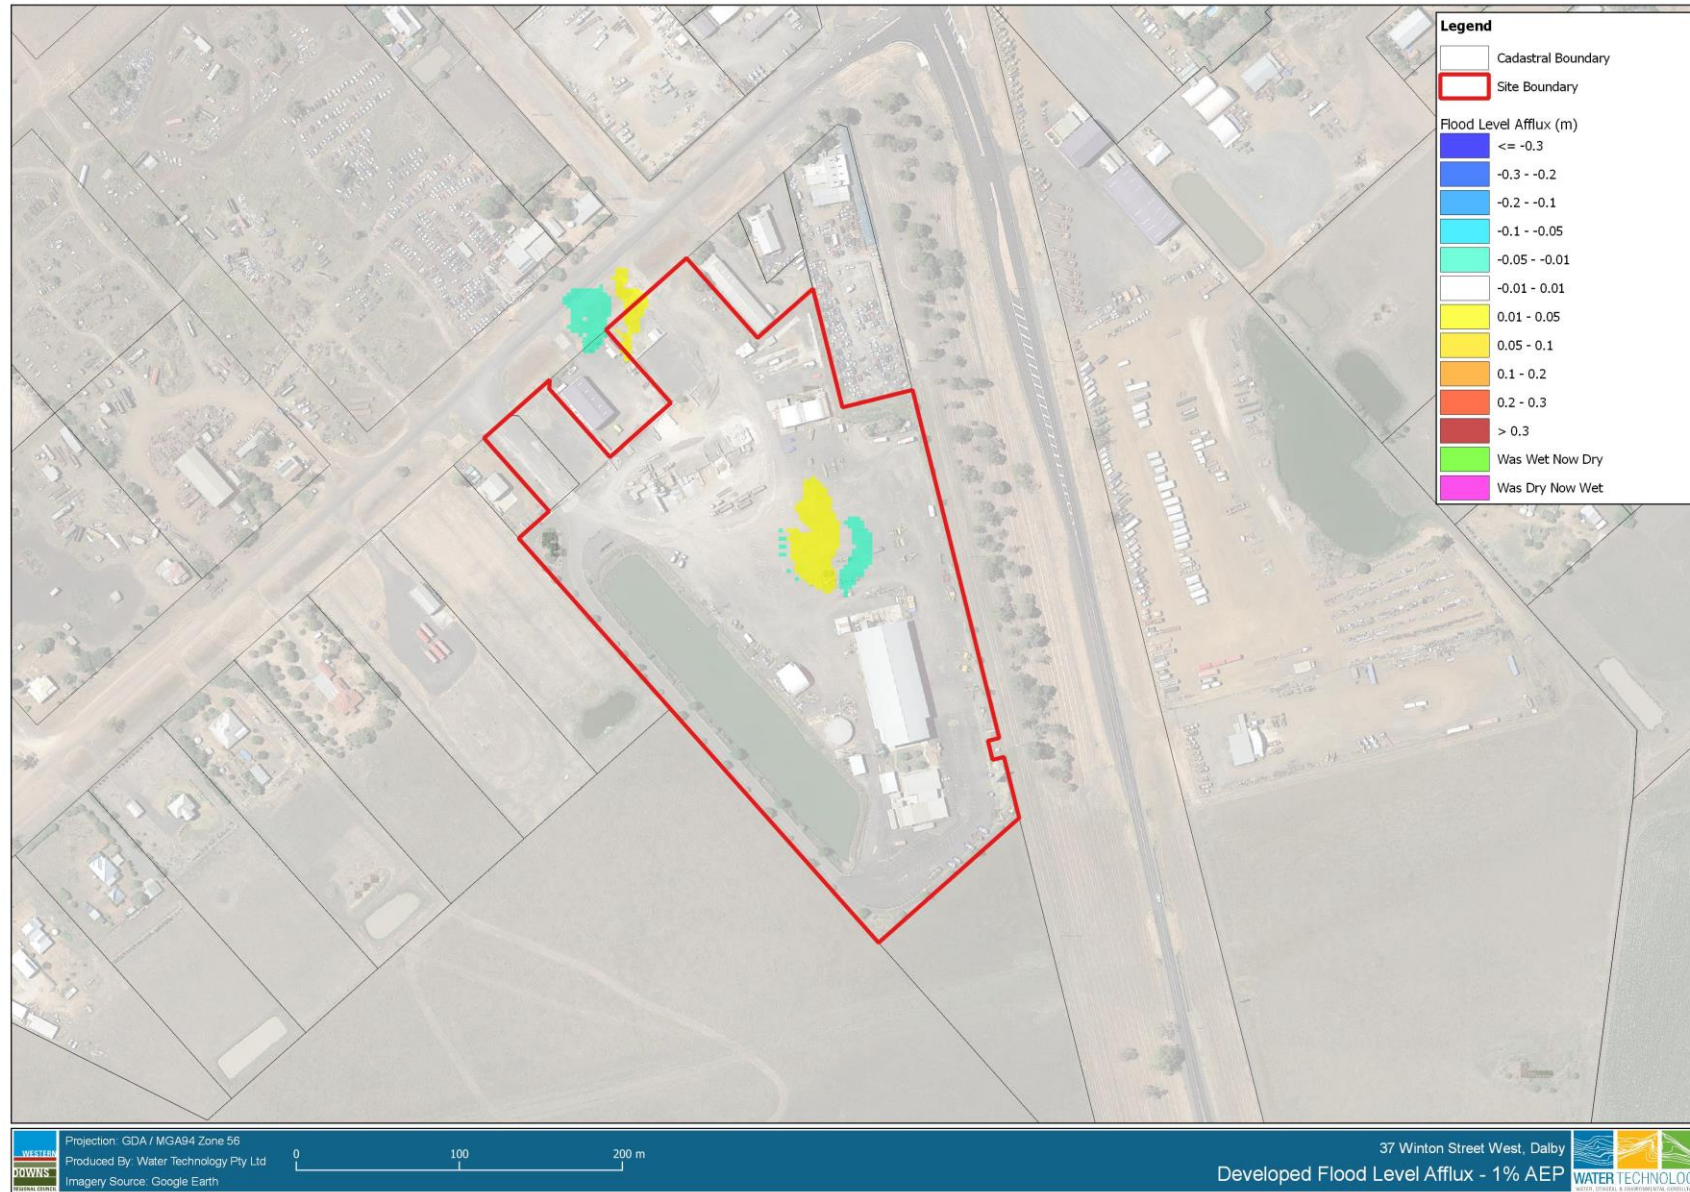 Legend
Cadastral Boundary
Site Boundary
Flood Level Afflux (m)
<= -0.3
-0.3 - -0.2
-0.2 - -0.1
-0.1 - -0.05
-0.05 - -0.01
-0.01 - 0.01
0.01 - 0.05
0.05 - 0.1
0.1 - 0.2
0.2 - 0.3
> 0.3
Was Wet Now Dry
Was Dry Now Wet
WESTERN
DOWNS
REGIONAL COUNCIL
Projection: GDA / MGA94 Zone 56
Produced By: Water Technology Pty Ltd
Imagery Source: Google Earth
0 100 200 m
37 Winton Street West, Dalby
Developed Flood Level Afflux - 1% AEP
WATER TECHNOLOG